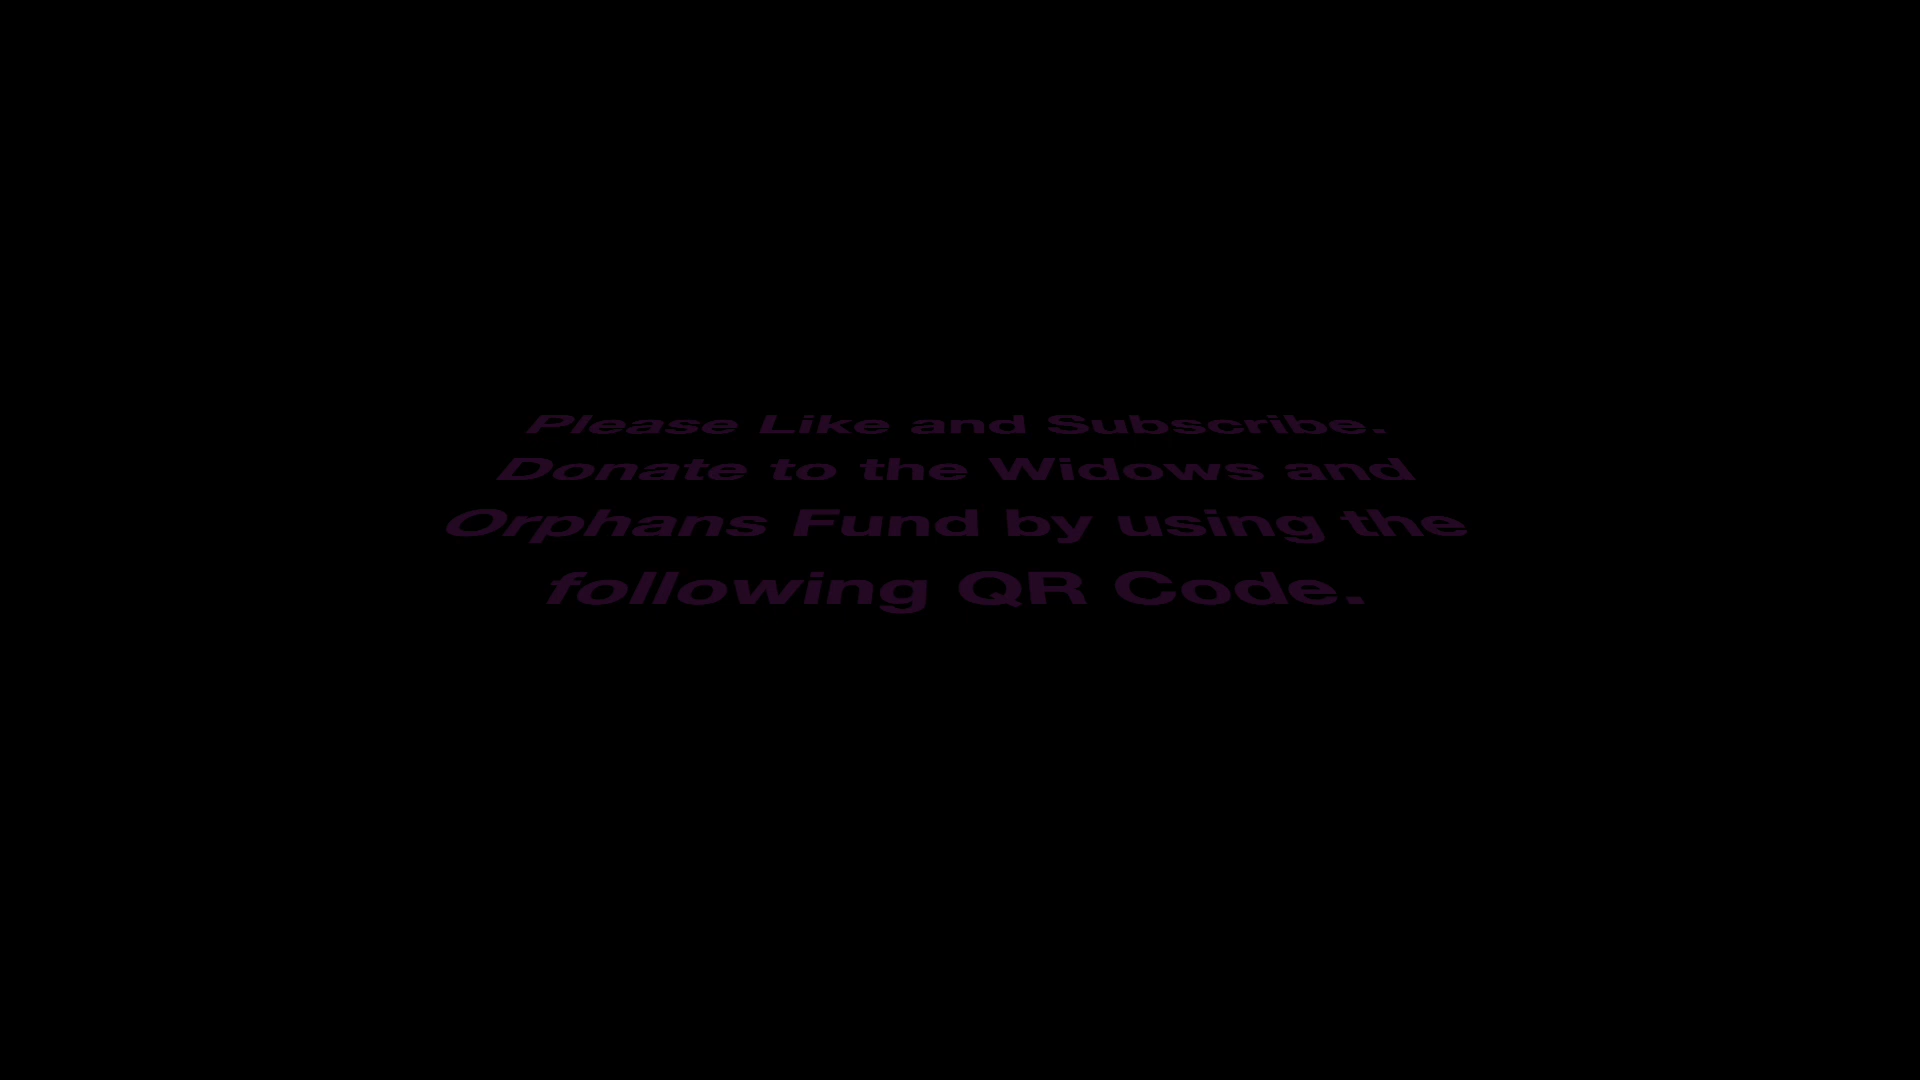 Please Like and Subscribe.
Donate to the Widows and
Orphans Fund by using the
following QR Code.